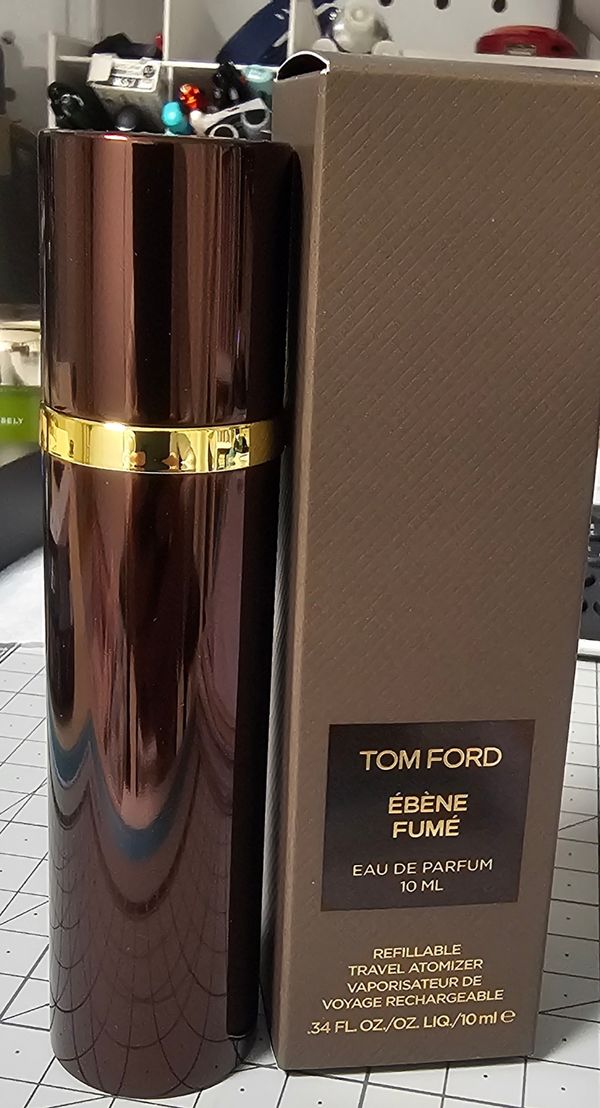 TOM FORD
ÉBÈNE
FUMÉ
EAU DE PARFUM
10 ML
REFILLABLE
TRAVEL ATOMIZER
VAPORISATEUR DE
VOYAGE RECHARGEABLE
.34 FL. OZ./OZ. LIQ./10 ml e